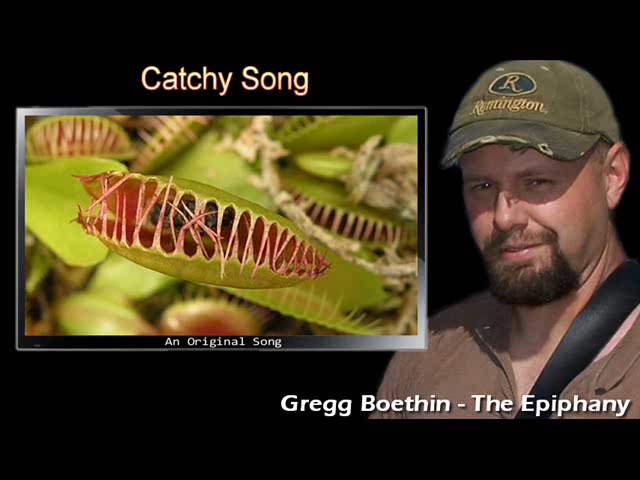 Catchy Song
R
Remington
An Original Song
Gregg Boethin - The Epiphany